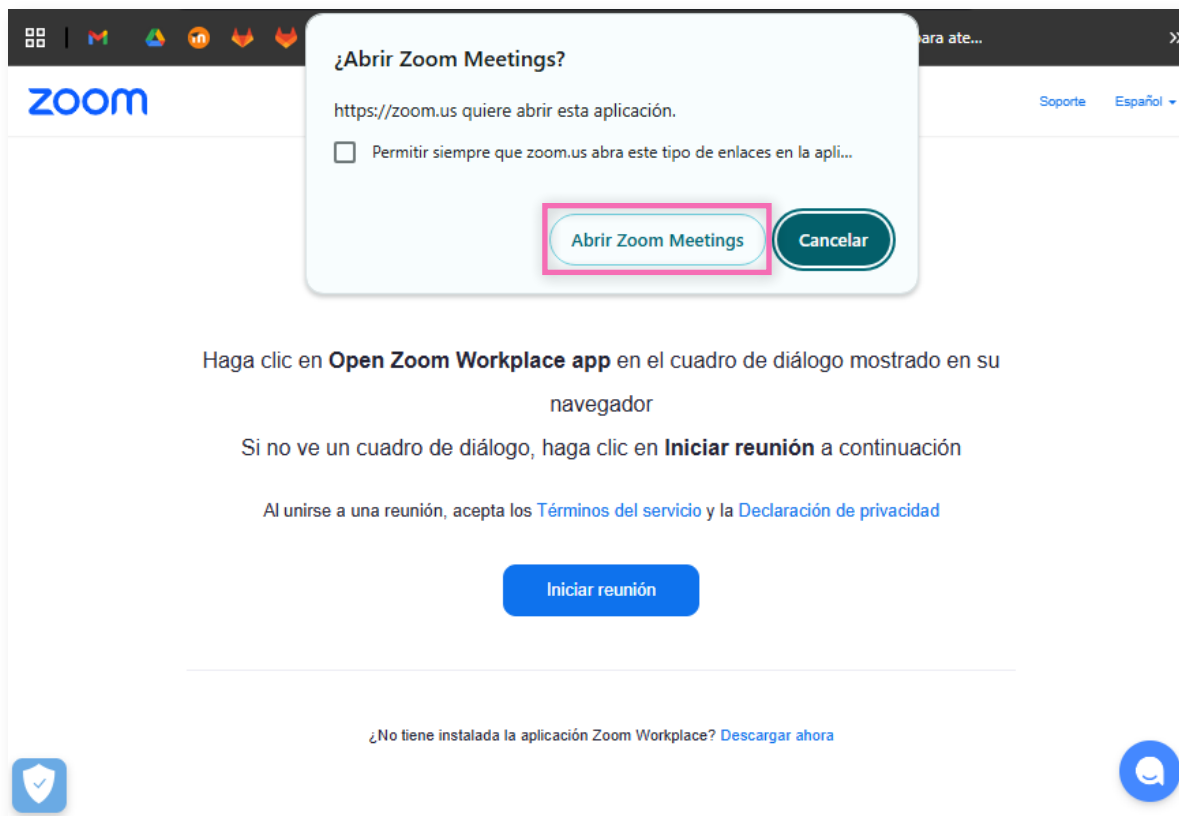 ¿Abrir Zoom Meetings?
para ate...
zoom
https://zoom.us quiere abrir esta aplicación.
Soporte
Español
Permitir siempre que zoom.us abra este tipo de enlaces en la apli...
Abrir Zoom Meetings
Cancelar
Haga clic en Open Zoom Workplace app en el cuadro de diálogo mostrado en su
navegador
Si no ve un cuadro de diálogo, haga clic en Iniciar reunión a continuación
Al unirse a una reunión, acepta los Términos del servicio y la Declaración de privacidad
Iniciar reunión
¿No tiene instalada la aplicación Zoom Workplace? Descargar ahora